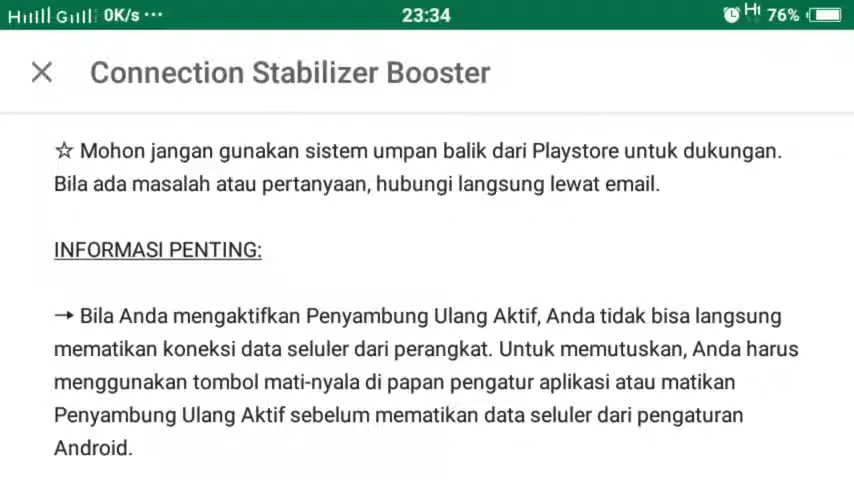 H G 0K/s ... 23:34 H 76%
Connection Stabilizer Booster
☆ Mohon jangan gunakan sistem umpan balik dari Playstore untuk dukungan.
Bila ada masalah atau pertanyaan, hubungi langsung lewat email.
INFORMASI PENTING:
→ Bila Anda mengaktifkan Penyambung Ulang Aktif, Anda tidak bisa langsung
mematikan koneksi data seluler dari perangkat. Untuk memutuskan, Anda harus
menggunakan tombol mati-nyala di papan pengatur aplikasi atau matikan
Penyambung Ulang Aktif sebelum mematikan data seluler dari pengaturan
Android.